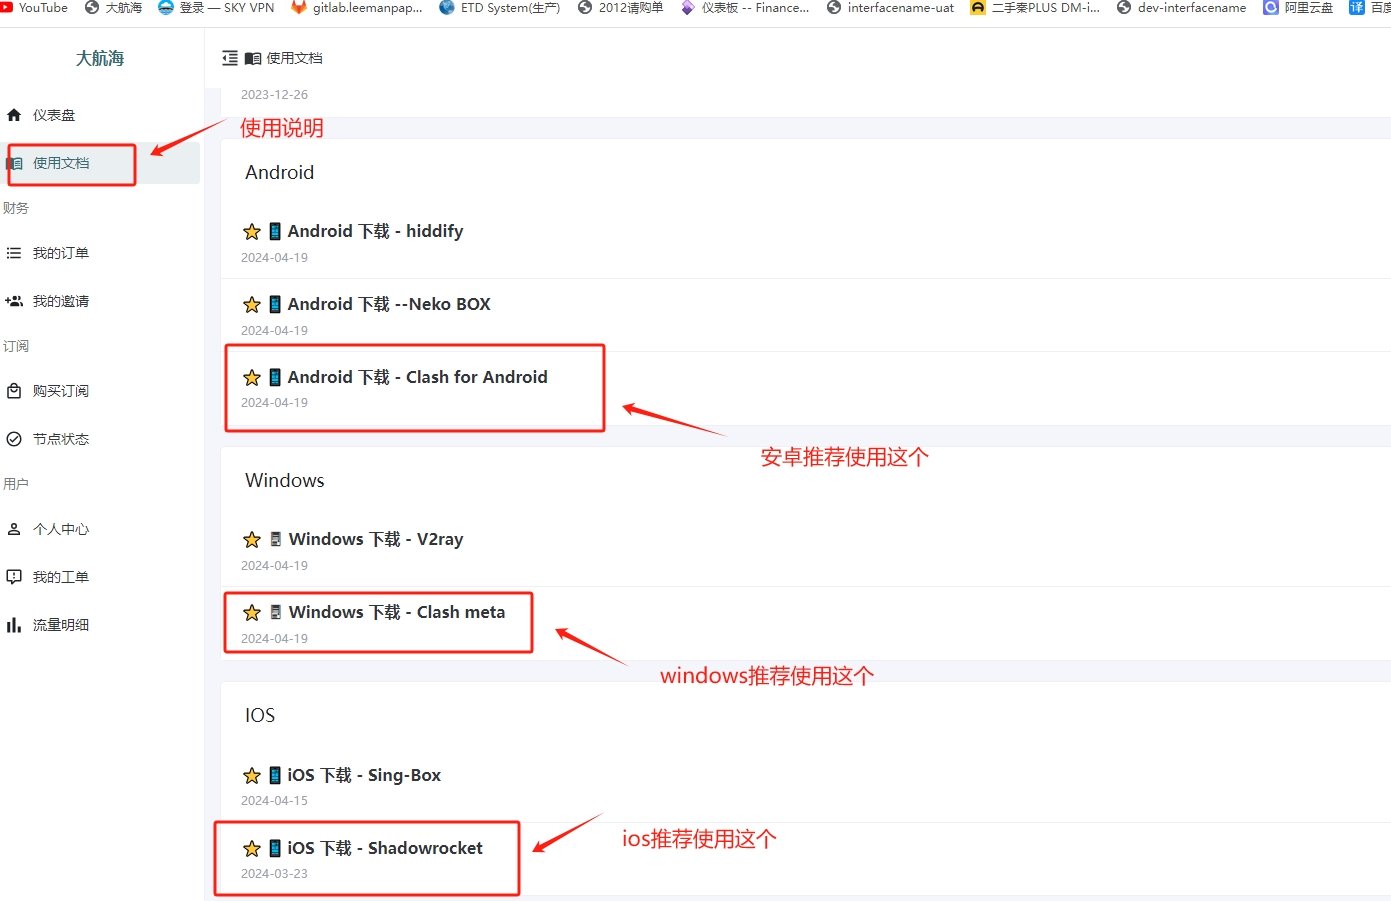 YouTube 大航海 登录 — SKY VPN gitlab.leemanpap... ETD System(生产) 2012请购单 仪表板 -- Finance... interfacename-uat 二手秦PLUS DM-i... dev-interfacename 阿里云盘 译 百度
大航海
使用文档
2023-12-26
仪表盘
使用说明
使用文档
Android
财务
Android 下载 - hiddify
我的订单
2024-04-19
我的邀请
Android 下载 --Neko BOX
2024-04-19
订阅
Android 下载 - Clash for Android
购买订阅
2024-04-19
节点状态
安卓推荐使用这个
用户
Windows
个人中心
Windows 下载 - V2ray
2024-04-19
我的工单
Windows 下载 - Clash meta
流量明细
2024-04-19
windows推荐使用这个
IOS
iOS 下载 - Sing-Box
2024-04-15
ios推荐使用这个
iOS 下载 - Shadowrocket
2024-03-23